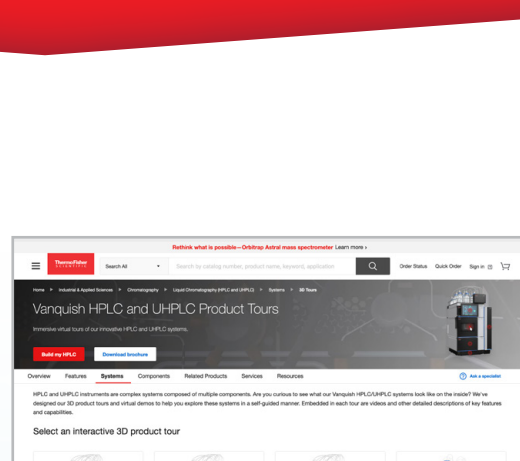 Rethink what is possible—Orbitrap Astral mass spectrometer Learn more ›
ThermoFisher
SCIENTIFIC
Search All
Search by catalog number, product name, keyword, application
Order Status Quick Order Sign in
Home Industrial & Applied Sciences Chromatography Liquid Chromatography (HPLC and UHPLC) Systems 3D Tours
Vanquish HPLC and UHPLC Product Tours
Immersive virtual tours of our innovative HPLC and UHPLC systems.
Build my HPLC Download brochure
Overview Features Systems Components Related Products Services Resources Ask a specialist
HPLC and UHPLC instruments are complex systems composed of multiple components. Are you curious to see what our Vanquish HPLC/UHPLC systems look like on the inside? We've
designed our 3D product tours and virtual demos to help you explore these systems in a self-guided manner. Embedded in each tour are videos and other detailed descriptions of key features
and capabilities.
Select an interactive 3D product tour